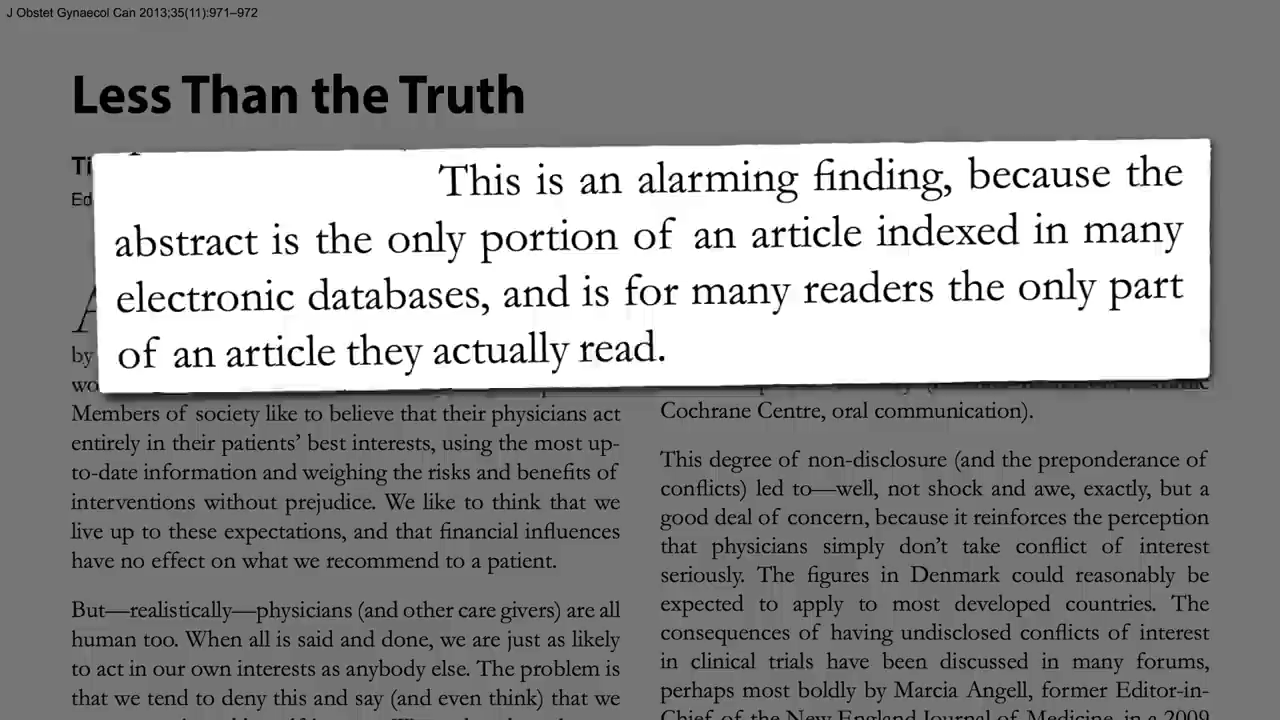 J Obstet Gynaecol Can 2013;35(11):971–972
Less Than the Truth
This is an alarming finding, because the
abstract is the only portion of an article indexed in many
electronic databases, and is for many readers the only part
of an article they actually read.
by
Members of society like to believe that their physicians act
entirely in their patients’ best interests, using the most up-
to-date information and weighing the risks and benefits of
interventions without prejudice. We like to think that we
live up to these expectations, and that financial influences
have no effect on what we recommend to a patient.
But—realistically—physicians (and other care givers) are all
human too. When all is said and done, we are just as likely
to act in our own interests as anybody else. The problem is
that we tend to deny this and say (and even think) that we
Cochrane Centre, oral communication).
This degree of non-disclosure (and the preponderance of
conflicts) led to—well, not shock and awe, exactly, but a
good deal of concern, because it reinforces the perception
that physicians simply don’t take conflict of interest
seriously. The figures in Denmark could reasonably be
expected to apply to most developed countries. The
consequences of having undisclosed conflicts of interest
in clinical trials have been discussed in many forums,
perhaps most boldly by Marcia Angell, former Editor-in-
Chief of the New England Journal of Medicine, in a 2009